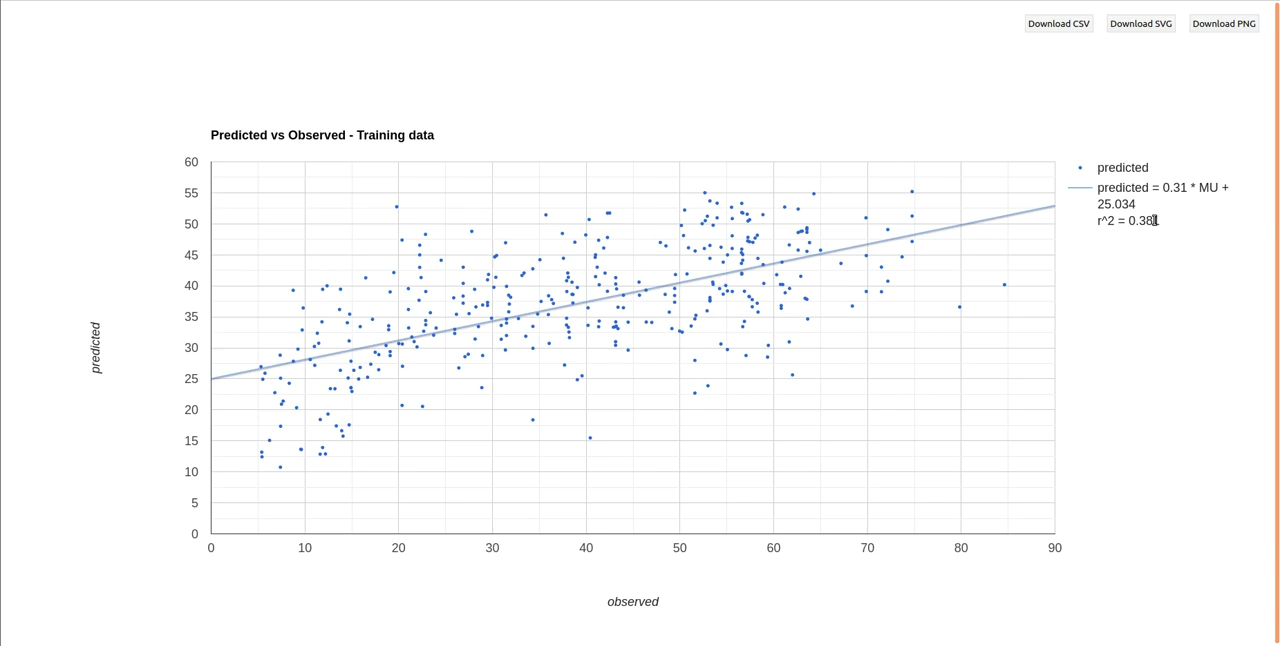 Download CSV Download SVG Download PNG
Predicted vs Observed - Training data
predicted
60
55
50
45
40
35
30
25
20
15
10
5
0
0 10 20 30 40 50 60 70 80 90
observed
predicted
predicted = 0.31 * MU +
25.034
r^2 =